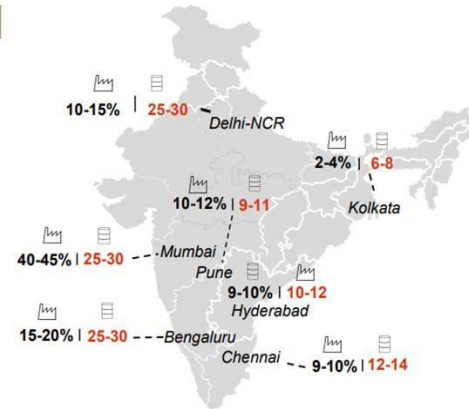 10-15% | 25-30
Delhi-NCR
2-4% | 6-8
Kolkata
10-12% | 9-11
Mumbai
40-45% | 25-30
Pune
9-10% | 10-12
Hyderabad
15-20% | 25-30
Bengaluru
Chennai
9-10% | 12-14